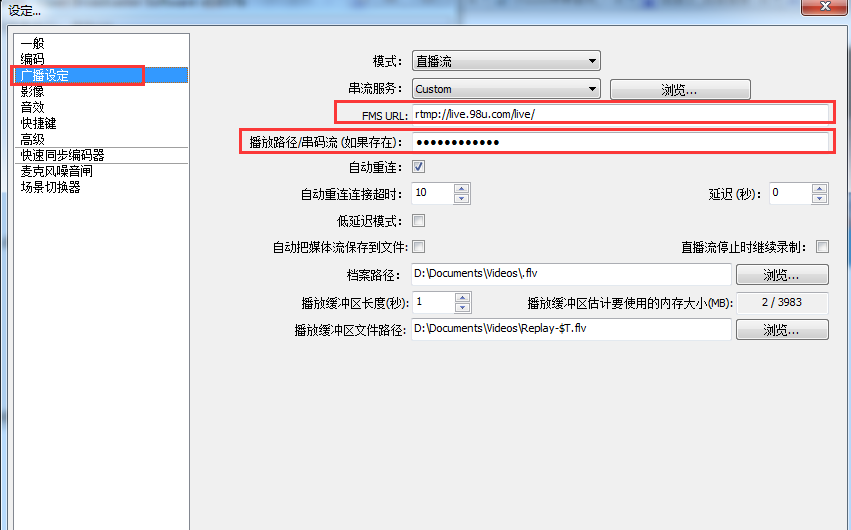 设定...
一般
编码
广播设定
影像
音效
快捷键
高级
快速同步编码器
麦克风噪音闸
场景切换器
模式： 直播流
串流服务： Custom 浏览...
FMS URL: rtmp://live.98u.com/live/
播放路径/串码流 (如果存在)： ●●●●●●●●●●●●
自动重连：
自动重连连接超时： 10 延迟 (秒)： 0
低延迟模式：
自动把媒体流保存到文件: 直播流停止时继续录制：
档案路径： D:\Documents\Videos\.flv 浏览...
播放缓冲区长度(秒): 1 播放缓冲区估计要使用的内存大小(MB): 2 / 3983
播放缓冲区文件路径: D:\Documents\Videos\Replay-$T.flv 浏览...